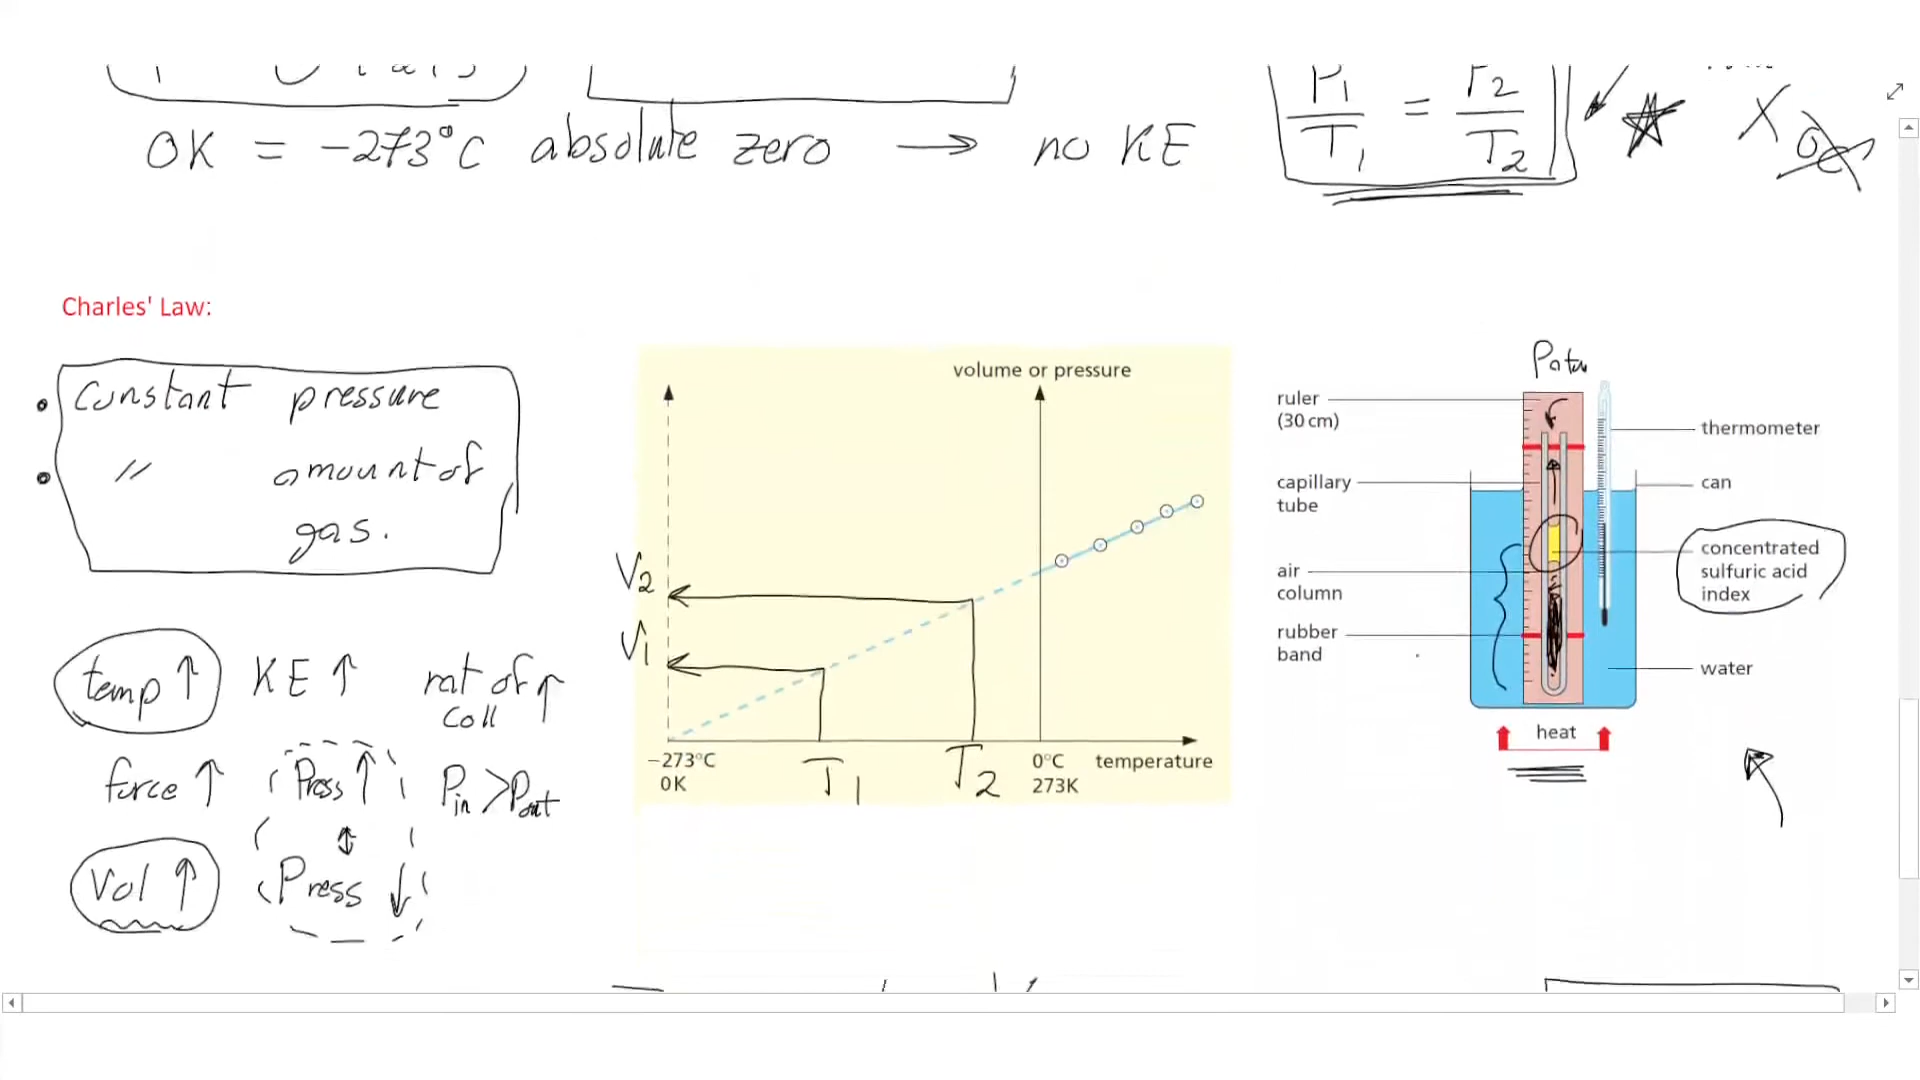 P1 = P2
T1 T2
X °C
0K = -273°C absolute zero → no KE
Charles' Law:
• constant pressure
• " amount of
gas.
temp ↑ KE ↑ rat of ↑
coll
force ↑ Press ↑ Pin > Pout
Vol ↑ Press ↓
volume or pressure
V2
V1
-273°C
0 K
T1
T2
0°C
273K
temperature
Patm
ruler
(30 cm)
capillary
tube
air
column
rubber
band
thermometer
can
concentrated
sulfuric acid
index
water
heat